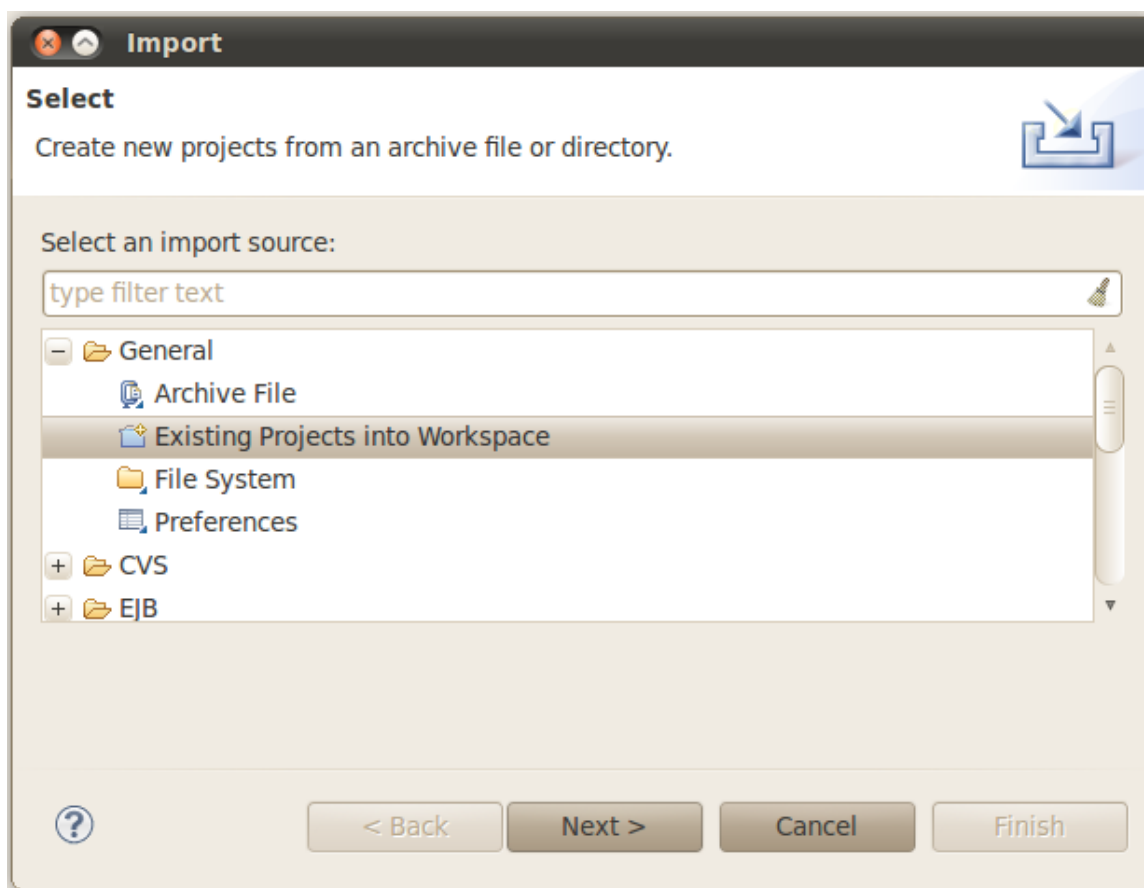 Import
Select
Create new projects from an archive file or directory.
Select an import source:
type filter text
General
Archive File
Existing Projects into Workspace
File System
Preferences
CVS
EJB
< Back Next > Cancel Finish